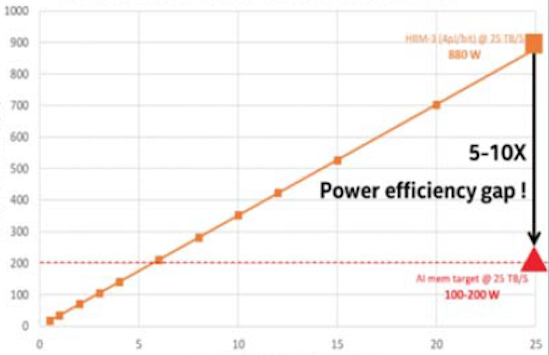 1000
900
HBM-3 (4pJ/bit) @ 25 TB/S
880 W
800
700
600
500
5-10X
400
Power efficiency gap !
300
200
AI mem target @ 25 TB/S
100
100-200 W
0
0 5 10 15 20 25